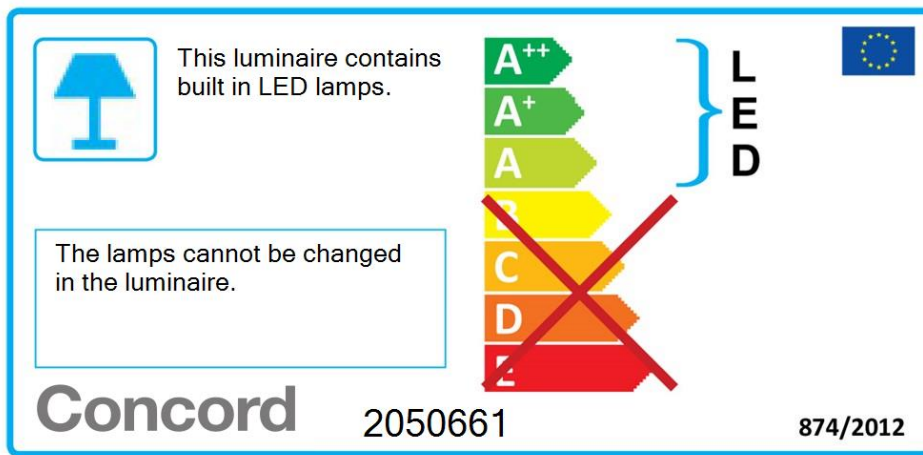 This luminaire contains
built in LED lamps.
A++
A+
A
B
C
D
E
L
E
D
The lamps cannot be changed
in the luminaire.
Concord
2050661
874/2012